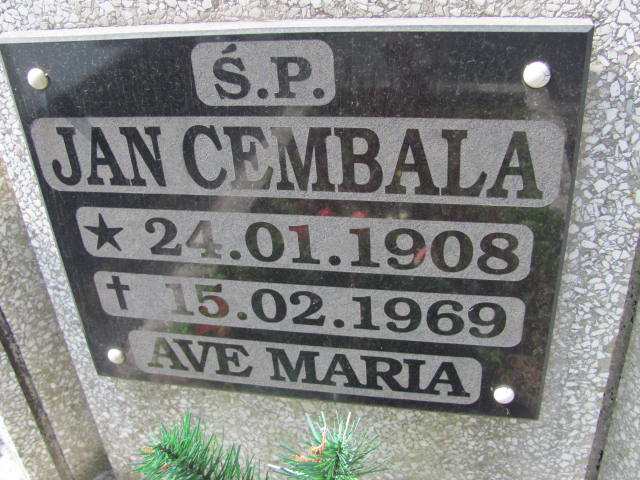 Ś.P.
JAN CEMBALA
★ 24.01.1908
✝ 15.02.1969
AVE MARIA